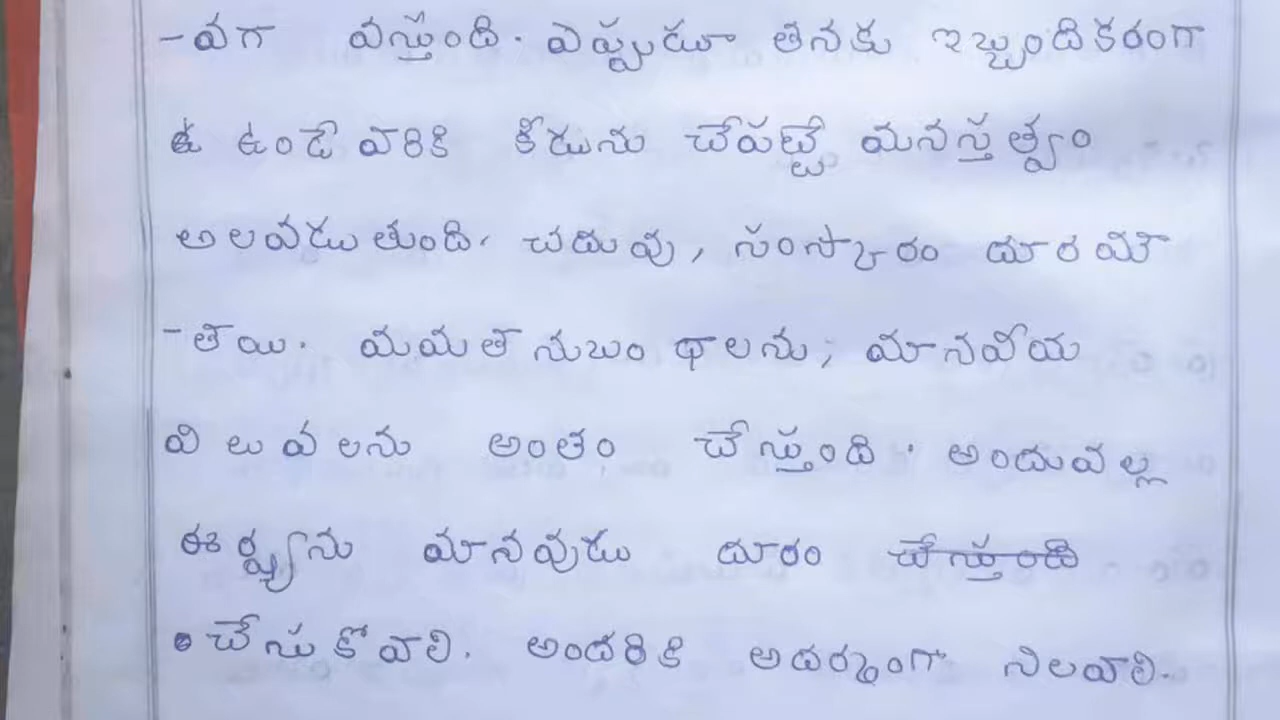 -వగా వస్తుంది. ఎప్పుడూ తనకు ఇబ్బందికరంగా
ఉ ఉండేవారికి కీడును చేపట్టే మనస్తత్వం
అలవడుతుంది. చదువు, సంస్కారం దూరమౌ
-తాయి. మమతానుబంధాలను, మానవీయ
విలువలను అంతం చేస్తుంది. అందువల్ల
ఈర్ష్యను మానవుడు దూరం చేస్తుంది
చేసుకోవాలి. అందరికి అదర్శంగా నిలవాలి.